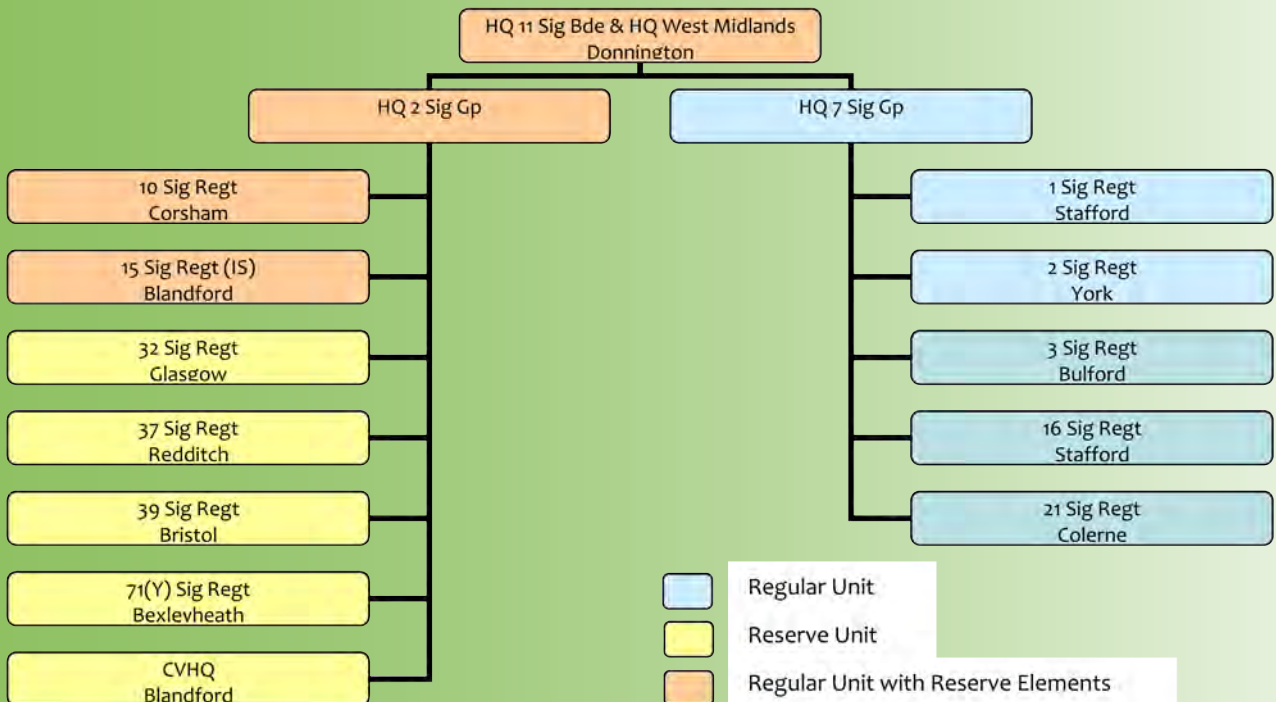 HQ 11 Sig Bde & HQ West Midlands
Donnington
HQ 2 Sig Gp
HQ 7 Sig Gp
10 Sig Regt
Corsham
15 Sig Regt (IS)
Blandford
32 Sig Regt
Glasgow
37 Sig Regt
Redditch
39 Sig Regt
Bristol
71(Y) Sig Regt
Bexleyheath
CVHQ
Blandford
1 Sig Regt
Stafford
2 Sig Regt
York
3 Sig Regt
Bulford
16 Sig Regt
Stafford
21 Sig Regt
Colerne
Regular Unit
Reserve Unit
Regular Unit with Reserve Elements